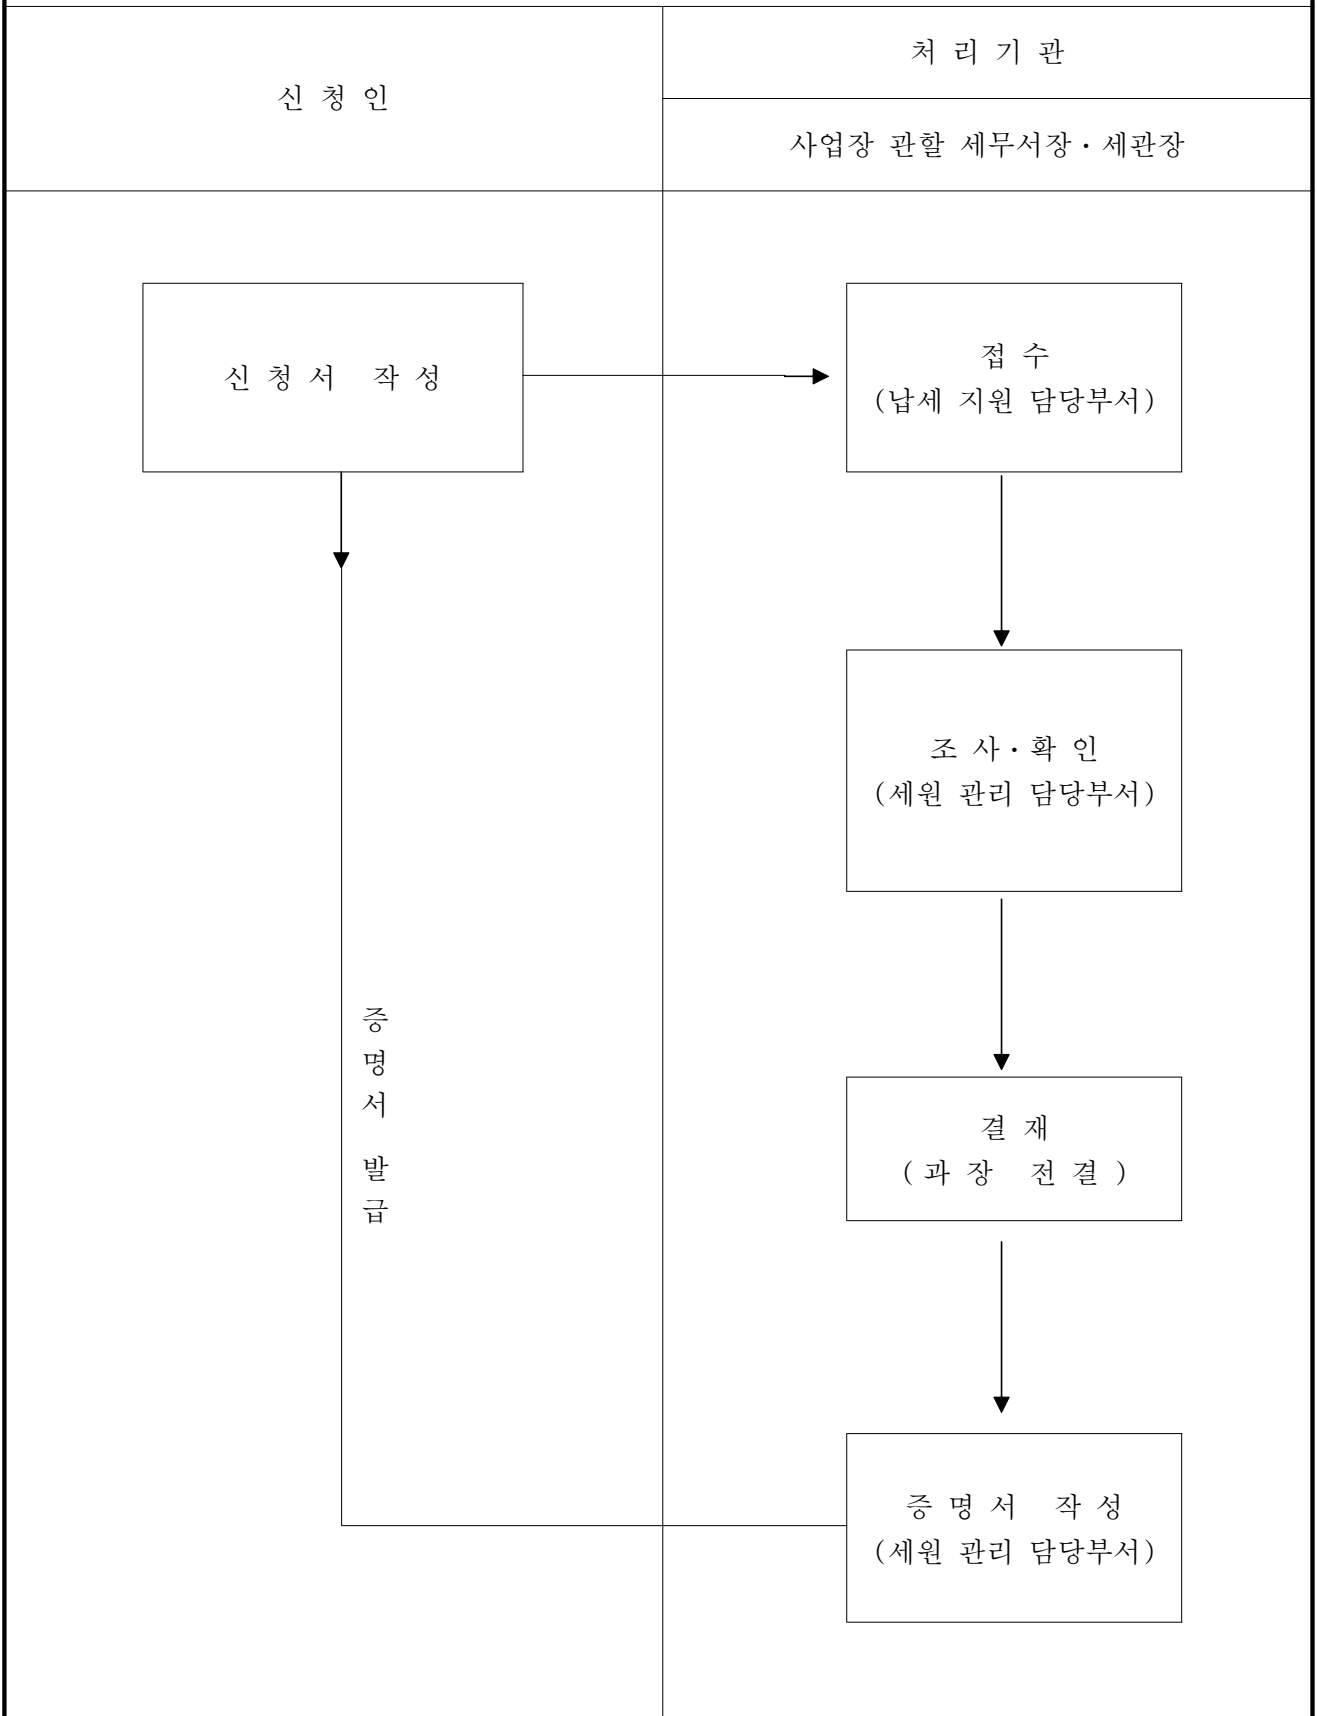 신 청 인
처 리 기 관
사업장 관할 세무서장·세관장
신 청 서 작 성
접 수
(납세 지원 담당부서)
조 사·확 인
(세원 관리 담당부서)
증
명
서
발
급
결 재
( 과 장 전 결 )
증 명 서 작 성
(세원 관리 담당부서)